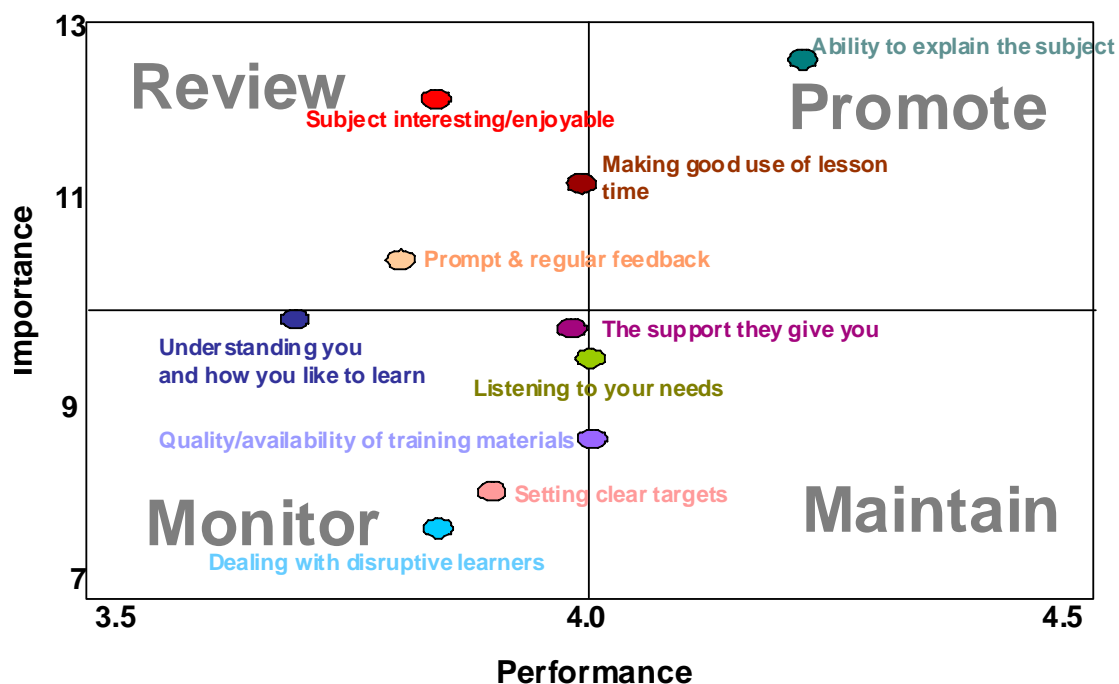 13
Ability to explain the subject
Review
Promote
Subject interesting/enjoyable
Making good use of lesson
time
11
Importance
Prompt & regular feedback
The support they give you
Understanding you
and how you like to learn
Listening to your needs
9
Quality/availability of training materials
Setting clear targets
Monitor
Maintain
Dealing with disruptive learners
7
3.5
4.0
4.5
Performance